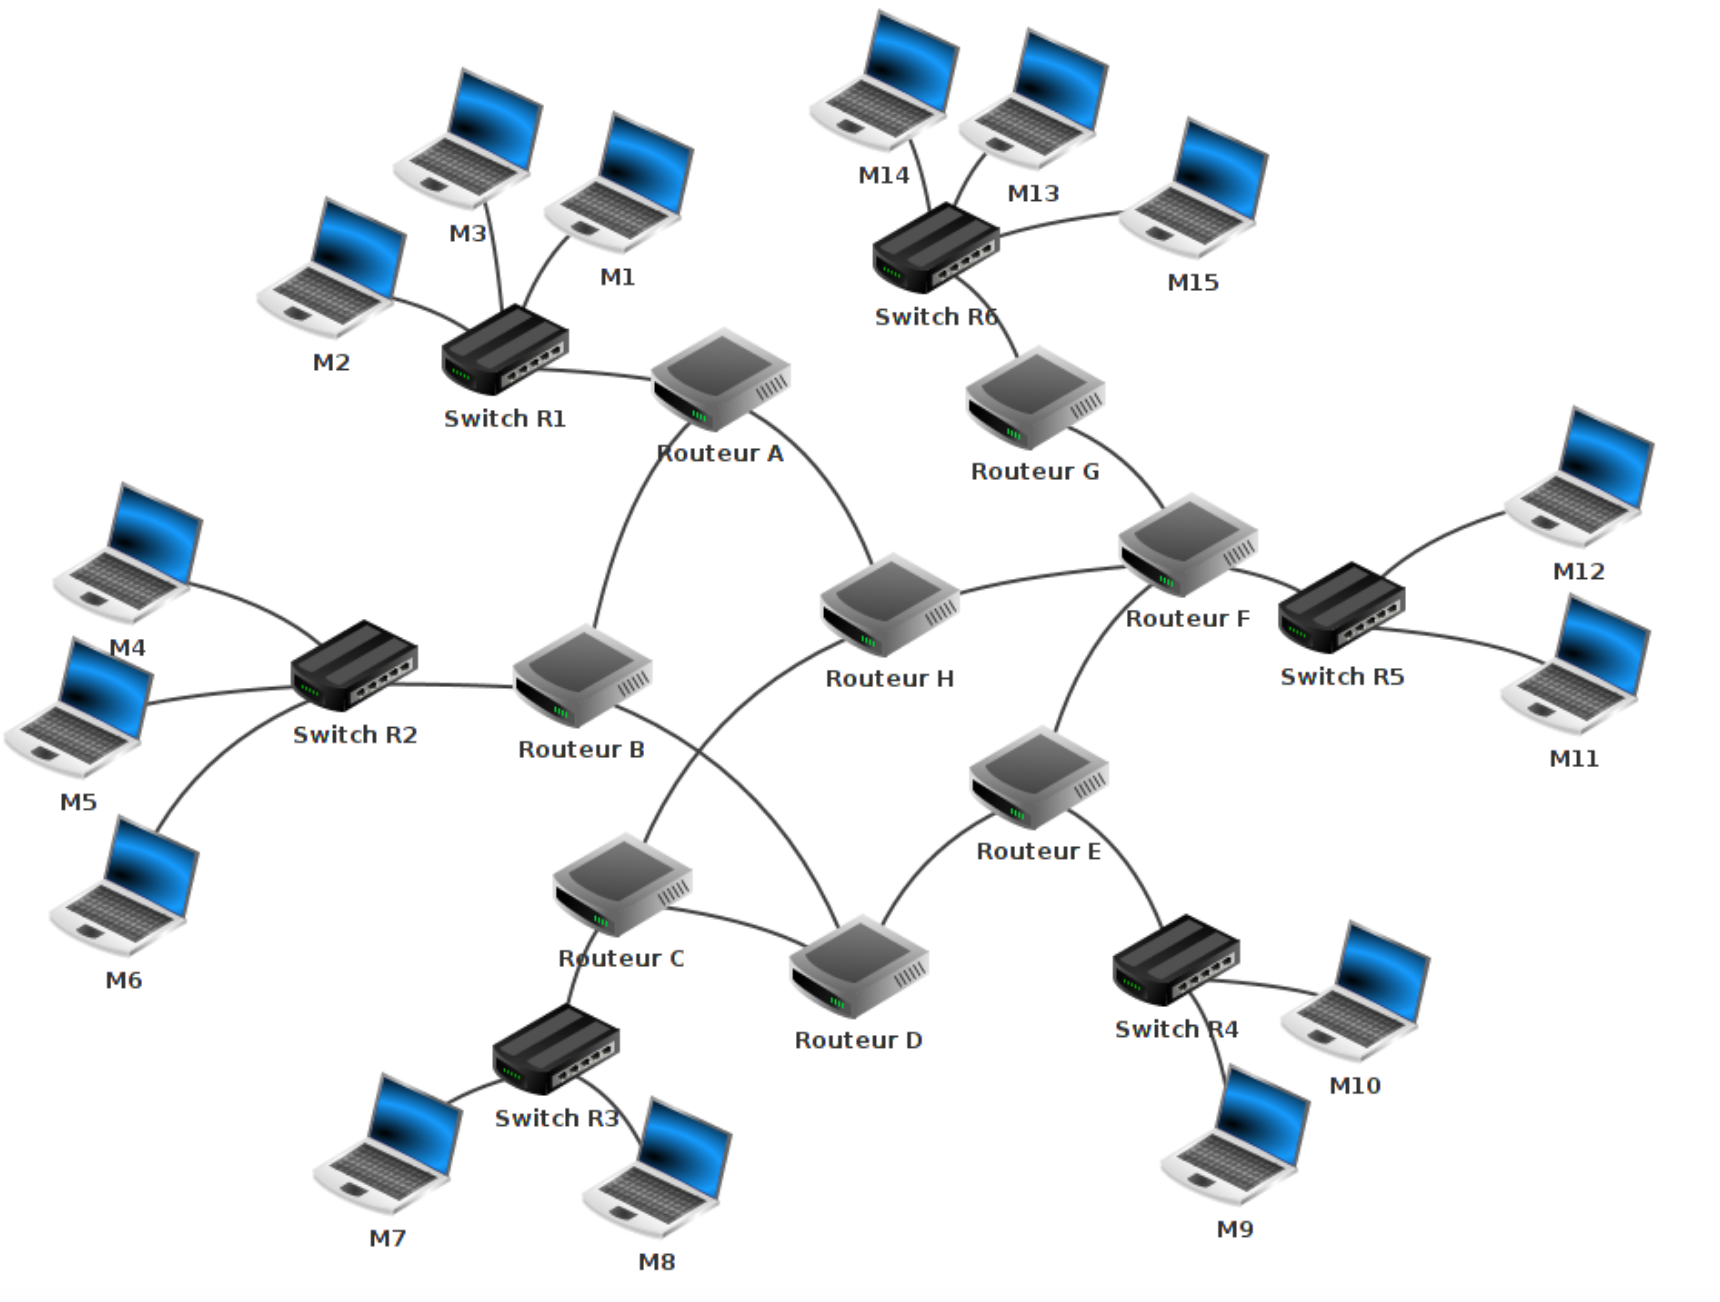 M14
M13
M3
M1
M15
M2
Switch R6
Switch R1
Routeur A
Routeur G
M12
Routeur F
M4
Routeur H
Switch R5
Switch R2
Routeur B
M11
M5
Routeur E
Routeur C
M6
Switch R4
Routeur D
M10
Switch R3
M9
M7
M8